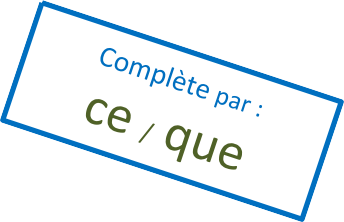 Complète par :
ce / que